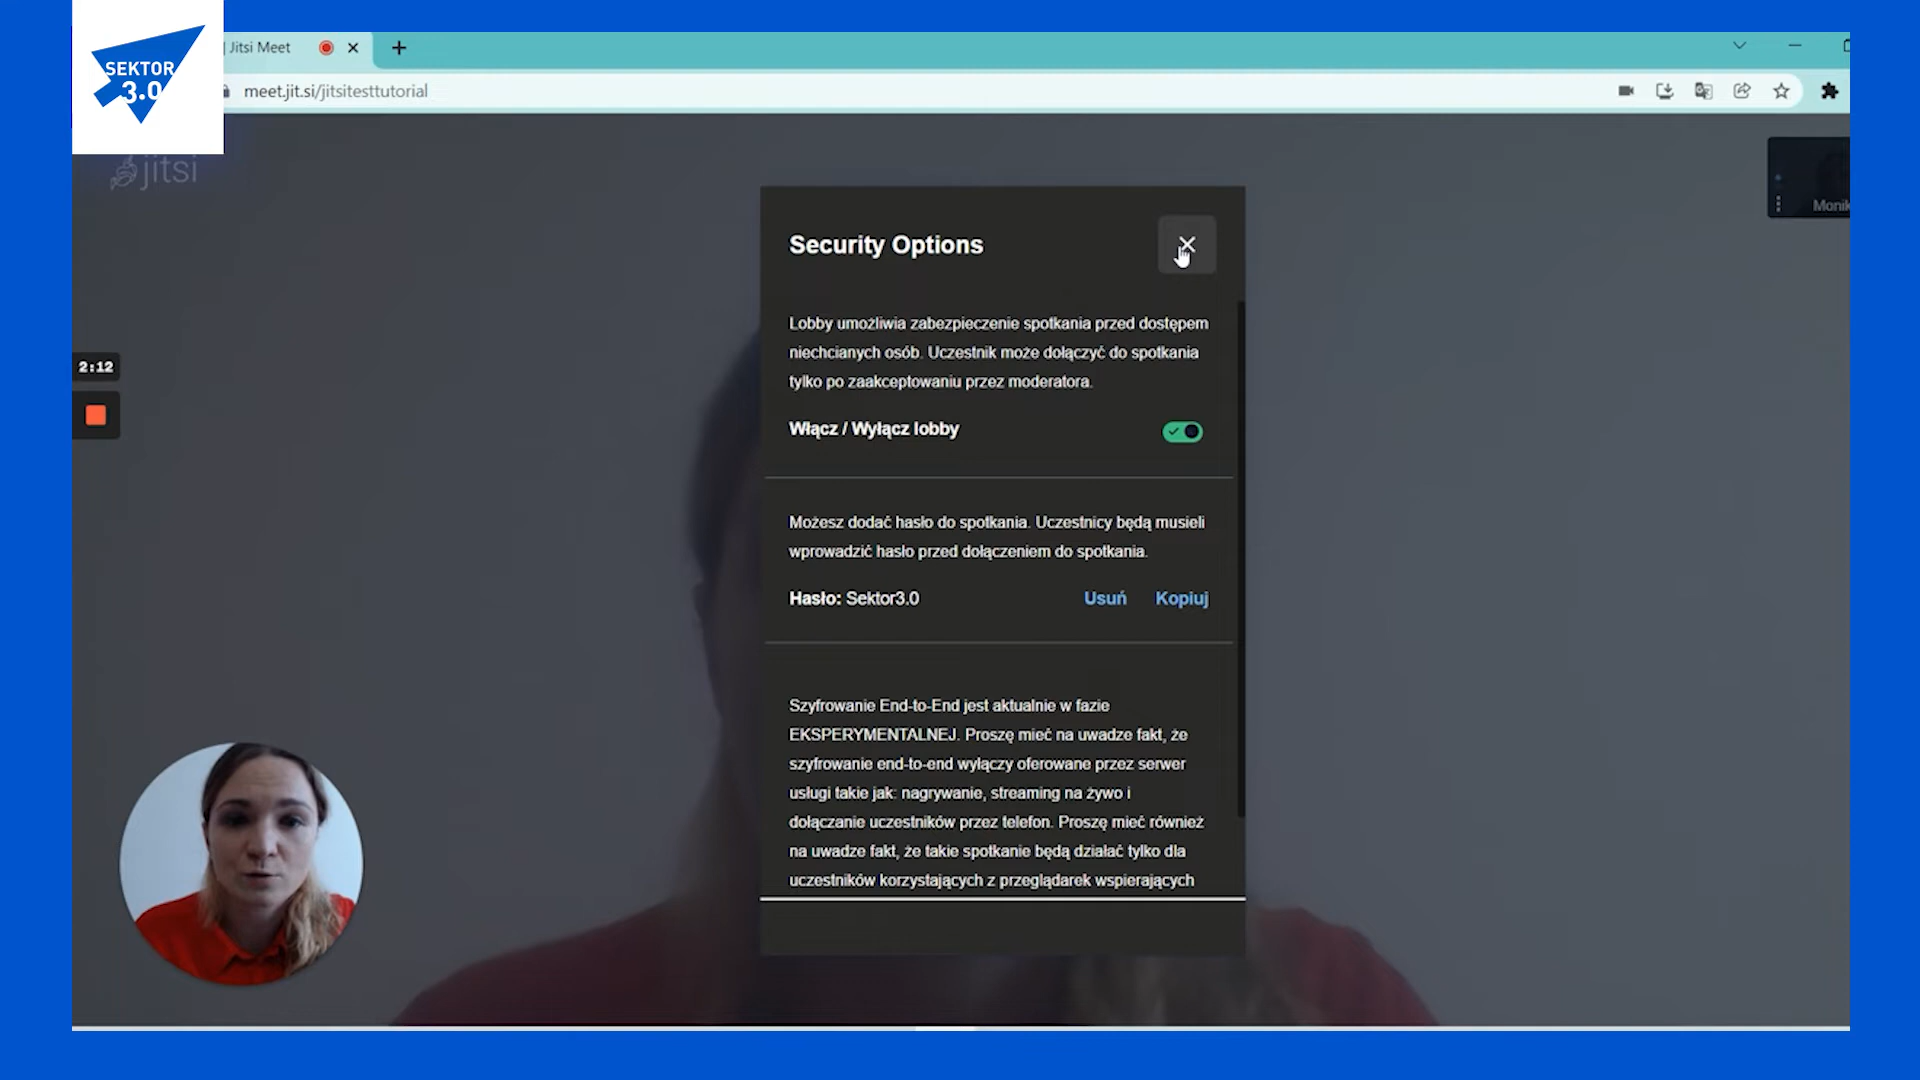 SEKTOR
3.0
| Jitsi Meet
meet.jit.si/jitsitesttutorial
jitsi
Monik
2:12
Security Options
Lobby umożliwia zabezpieczenie spotkania przed dostępem
niechcianych osób. Uczestnik może dołączyć do spotkania
tylko po zaakceptowaniu przez moderatora.
Włącz / Wyłącz lobby
Możesz dodać hasło do spotkania. Uczestnicy będą musieli
wprowadzić hasło przed dołączeniem do spotkania.
Hasło: Sektor3.0 Usuń Kopiuj
Szyfrowanie End-to-End jest aktualnie w fazie
EKSPERYMENTALNEJ. Proszę mieć na uwadze fakt, że
szyfrowanie end-to-end wyłączy oferowane przez serwer
usługi takie jak: nagrywanie, streaming na żywo i
dołączanie uczestników przez telefon. Proszę mieć również
na uwadze fakt, że takie spotkanie będą działać tylko dla
uczestników korzystających z przeglądarek wspierających